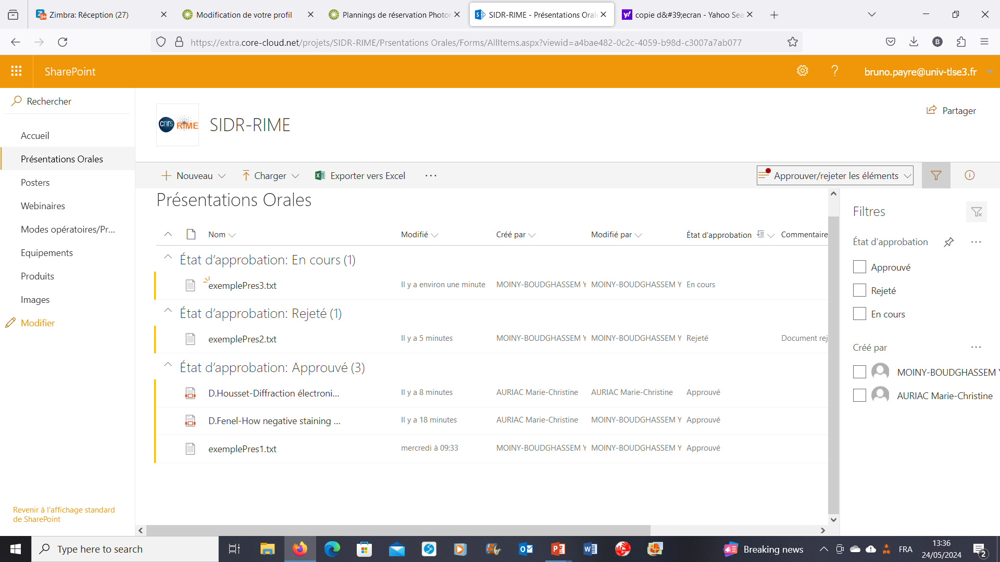 Zimbra: Réception (27)
Modification de votre profil
Plannings de réservation Photon
SIDR-RIME - Présentations Orale
copie d&#39;ecran - Yahoo Sea
https://extra.core-cloud.net/projets/SIDR-RIME/Prsentations Orales/Forms/AllItems.aspx?viewid=a4bae482-0c2c-4059-b98d-c3007a7ab077
B
SharePoint
?
bruno.payre@univ-tlse3.fr
Rechercher
cnrs RIME
SIDR-RIME
Partager
Accueil
Présentations Orales
Posters
Webinaires
Modes opératoires/Pr...
Equipements
Produits
Images
Modifier
Revenir à l'affichage standard
de SharePoint
Nouveau
Charger
Exporter vers Excel
...
Approuver/rejeter les éléments
Présentations Orales
Nom
Modifié
Créé par
Modifié par
État d'approbation
Commentaire
État d'approbation: En cours (1)
exemplePres3.txt
Il y a environ une minute
MOINY-BOUDGHASSEM Y
MOINY-BOUDGHASSEM Y
En cours
État d'approbation: Rejeté (1)
exemplePres2.txt
Il y a 5 minutes
MOINY-BOUDGHASSEM Y
MOINY-BOUDGHASSEM Y
Rejeté
Document rej
État d'approbation: Approuvé (3)
D.Housset-Diffraction électroni...
Il y a 8 minutes
AURIAC Marie-Christine
AURIAC Marie-Christine
Approuvé
D.Fenel-How negative staining ...
Il y a 18 minutes
AURIAC Marie-Christine
MOINY-BOUDGHASSEM Y
Approuvé
exemplePres1.txt
mercredi à 09:33
MOINY-BOUDGHASSEM Y
MOINY-BOUDGHASSEM Y
Approuvé
Filtres
État d'approbation
...
Approuvé
Rejeté
En cours
Créé par
...
MOINY-BOUDGHASSEM Y
AURIAC Marie-Christine
Type here to search
Breaking news
FRA
13:36
24/05/2024
2